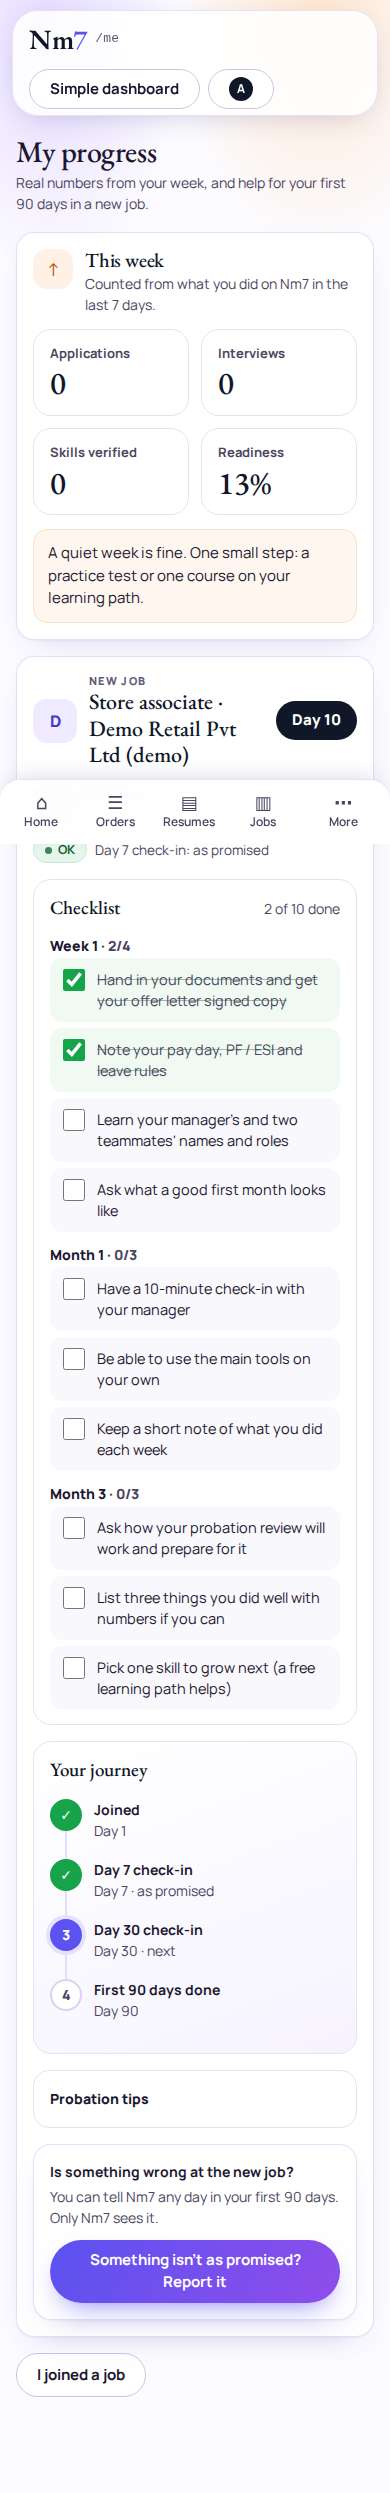 Nm7 /me
Simple dashboard
A
My progress
Real numbers from your week, and help for your first
90 days in a new job.
↑
This week
Counted from what you did on Nm7 in the
last 7 days.
Applications
0
Interviews
0
Skills verified
0
Readiness
13%
A quiet week is fine. One small step: a
practice test or one course on your
learning path.
D
NEW JOB
Store associate ·
Demo Retail Pvt
Ltd (demo)
Day 10
Home
Orders
Resumes
Jobs
More
OK
Day 7 check-in: as promised
Checklist
2 of 10 done
Week 1 · 2/4
Hand in your documents and get
your offer letter signed copy
Note your pay day, PF / ESI and
leave rules
Learn your manager's and two
teammates' names and roles
Ask what a good first month looks
like
Month 1 · 0/3
Have a 10-minute check-in with
your manager
Be able to use the main tools on
your own
Keep a short note of what you did
each week
Month 3 · 0/3
Ask how your probation review will
work and prepare for it
List three things you did well with
numbers if you can
Pick one skill to grow next (a free
learning path helps)
Your journey
✓
Joined
Day 1
✓
Day 7 check-in
Day 7 · as promised
3
Day 30 check-in
Day 30 · next
4
First 90 days done
Day 90
Probation tips
Is something wrong at the new job?
You can tell Nm7 any day in your first 90 days.
Only Nm7 sees it.
Something isn't as promised?
Report it
I joined a job